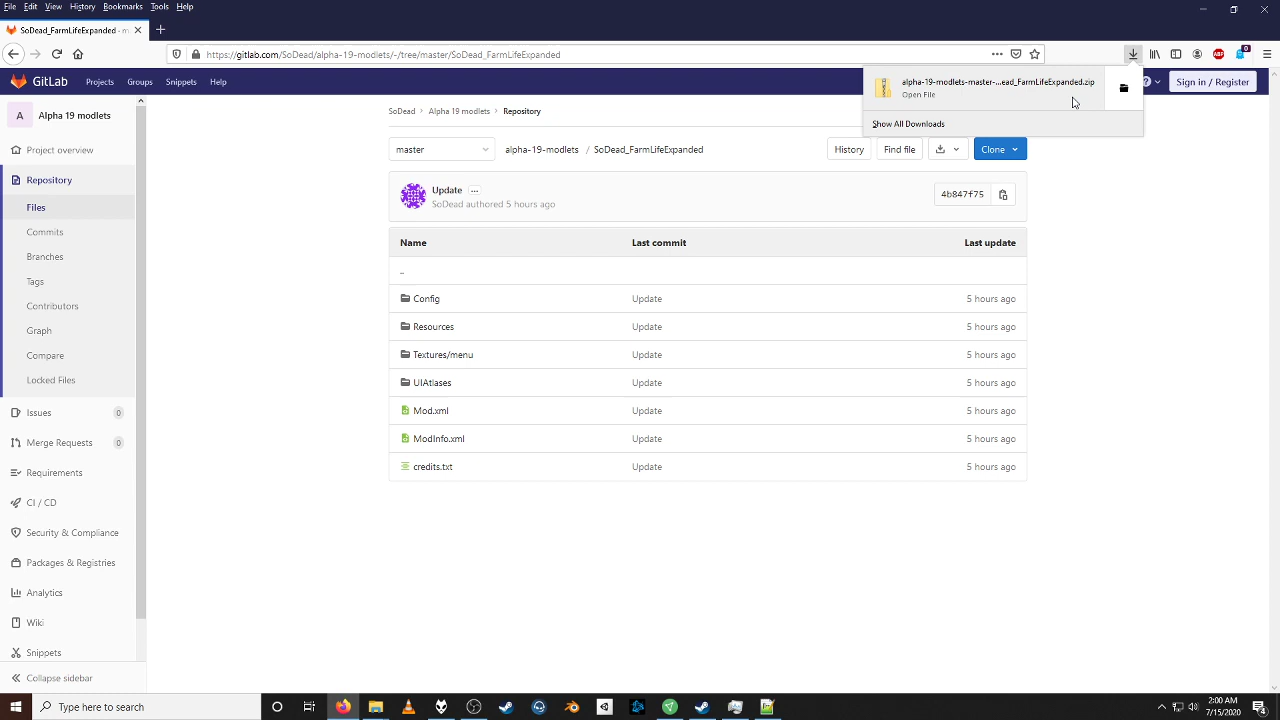 File Edit View History Bookmarks Tools Help
SoDead_FarmLifeExpanded · m
https://gitlab.com/SoDead/alpha-19-modlets/-/tree/master/SoDead_FarmLifeExpanded
ABP
0
GitLab Projects Groups Snippets Help
Sign in / Register
alpha-19-modlets-master-...ead_FarmLifeExpanded.zip
Open File
Show All Downloads
A Alpha 19 modlets
Project overview
Repository
Files
Commits
Branches
Tags
Contributors
Graph
Compare
Locked Files
Issues 0
Merge Requests 0
Requirements
CI / CD
Security & Compliance
Packages & Registries
Analytics
Wiki
Snippets
Collapse sidebar
SoDead Alpha 19 modlets Repository
master alpha-19-modlets / SoDead_FarmLifeExpanded History Find file Clone
Update ...
SoDead authored 5 hours ago
4b847f75
Name Last commit Last update
..
Config Update 5 hours ago
Resources Update 5 hours ago
Textures/menu Update 5 hours ago
UIAtlases Update 5 hours ago
Mod.xml Update 5 hours ago
ModInfo.xml Update 5 hours ago
credits.txt Update 5 hours ago
Type here to search
2:00 AM
7/15/2020
4